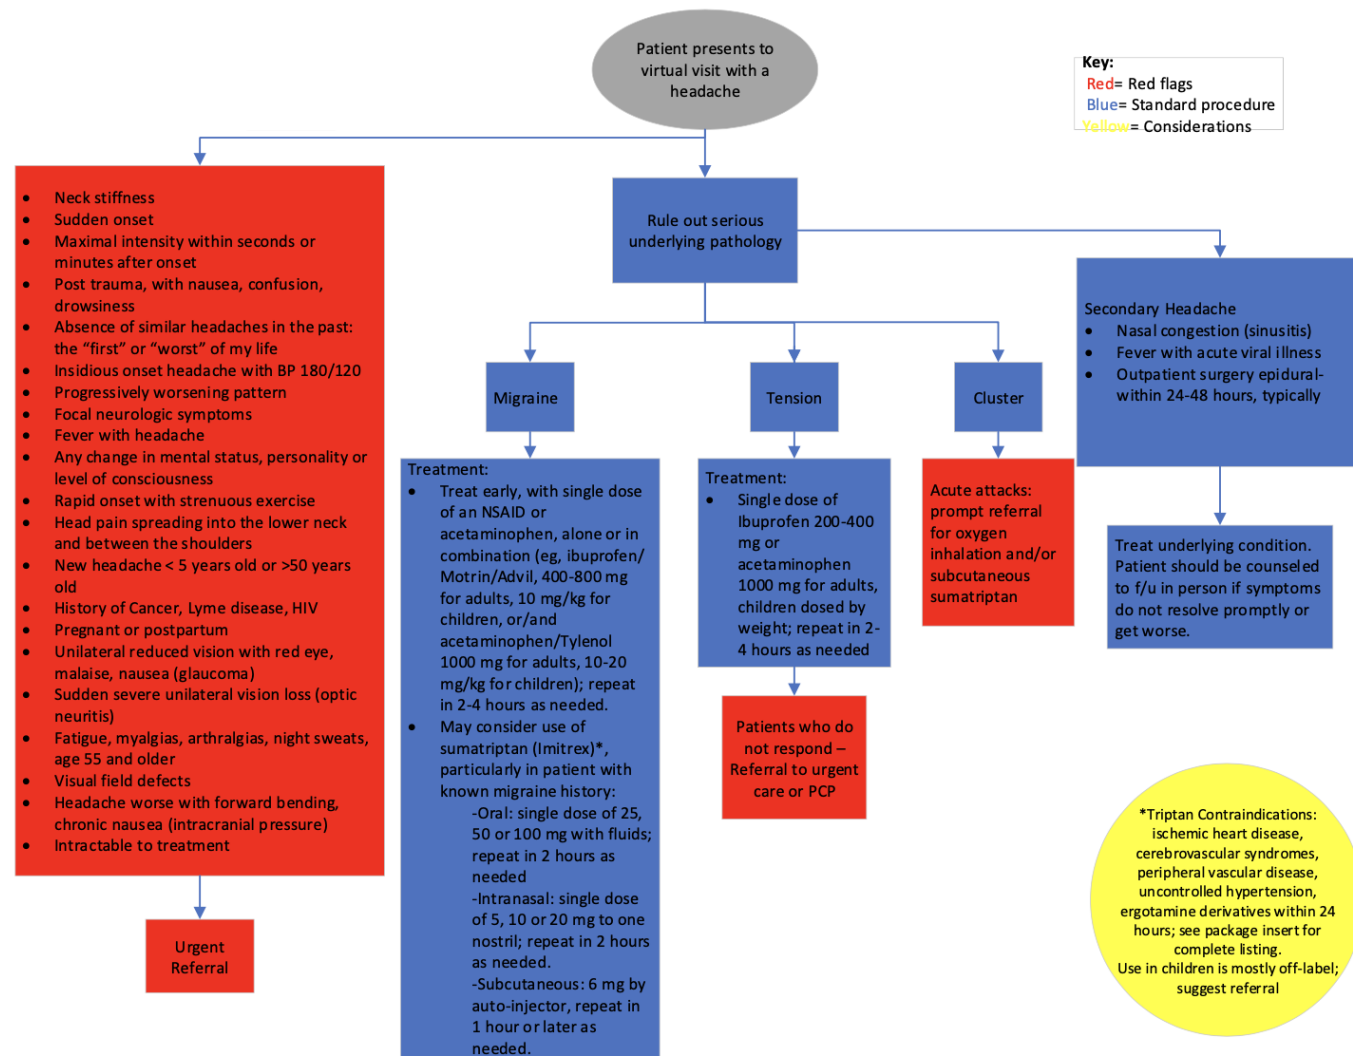 Patient presents to
virtual visit with a
headache
Key:
Red= Red flags
Blue= Standard procedure
Yellow= Considerations
• Neck stiffness
• Sudden onset
• Maximal intensity within seconds or
minutes after onset
• Post trauma, with nausea, confusion,
drowsiness
• Absence of similar headaches in the past:
the “first” or “worst” of my life
• Insidious onset headache with BP 180/120
• Progressively worsening pattern
• Focal neurologic symptoms
• Fever with headache
• Any change in mental status, personality or
level of consciousness
• Rapid onset with strenuous exercise
• Head pain spreading into the lower neck
and between the shoulders
• New headache < 5 years old or >50 years
old
• History of Cancer, Lyme disease, HIV
• Pregnant or postpartum
• Unilateral reduced vision with red eye,
malaise, nausea (glaucoma)
• Sudden severe unilateral vision loss (optic
neuritis)
• Fatigue, myalgias, arthralgias, night sweats,
age 55 and older
• Visual field defects
• Headache worse with forward bending,
chronic nausea (intracranial pressure)
• Intractable to treatment
Urgent
Referral
Rule out serious
underlying pathology
Migraine
Treatment:
• Treat early, with single dose
of an NSAID or
acetaminophen, alone or in
combination (eg, ibuprofen/
Motrin/Advil, 400-800 mg
for adults, 10 mg/kg for
children, or/and
acetaminophen/Tylenol
1000 mg for adults, 10-20
mg/kg for children); repeat
in 2-4 hours as needed.
• May consider use of
sumatriptan (Imitrex)*,
particularly in patient with
known migraine history:
-Oral: single dose of 25,
50 or 100 mg with fluids;
repeat in 2 hours as
needed
-Intranasal: single dose
of 5, 10 or 20 mg to one
nostril; repeat in 2 hours
as needed.
-Subcutaneous: 6 mg by
auto-injector, repeat in
1 hour or later as
needed.
Tension
Treatment:
• Single dose of
Ibuprofen 200-400
mg or
acetaminophen
1000 mg for adults,
children dosed by
weight; repeat in 2-
4 hours as needed
Patients who do
not respond –
Referral to urgent
care or PCP
Cluster
Acute attacks:
prompt referral
for oxygen
inhalation and/or
subcutaneous
sumatriptan
Secondary Headache
• Nasal congestion (sinusitis)
• Fever with acute viral illness
• Outpatient surgery epidural-
within 24-48 hours, typically
Treat underlying condition.
Patient should be counseled
to f/u in person if symptoms
do not resolve promptly or
get worse.
*Triptan Contraindications:
ischemic heart disease,
cerebrovascular syndromes,
peripheral vascular disease,
uncontrolled hypertension,
ergotamine derivatives within 24
hours; see package insert for
complete listing.
Use in children is mostly off-label;
suggest referral